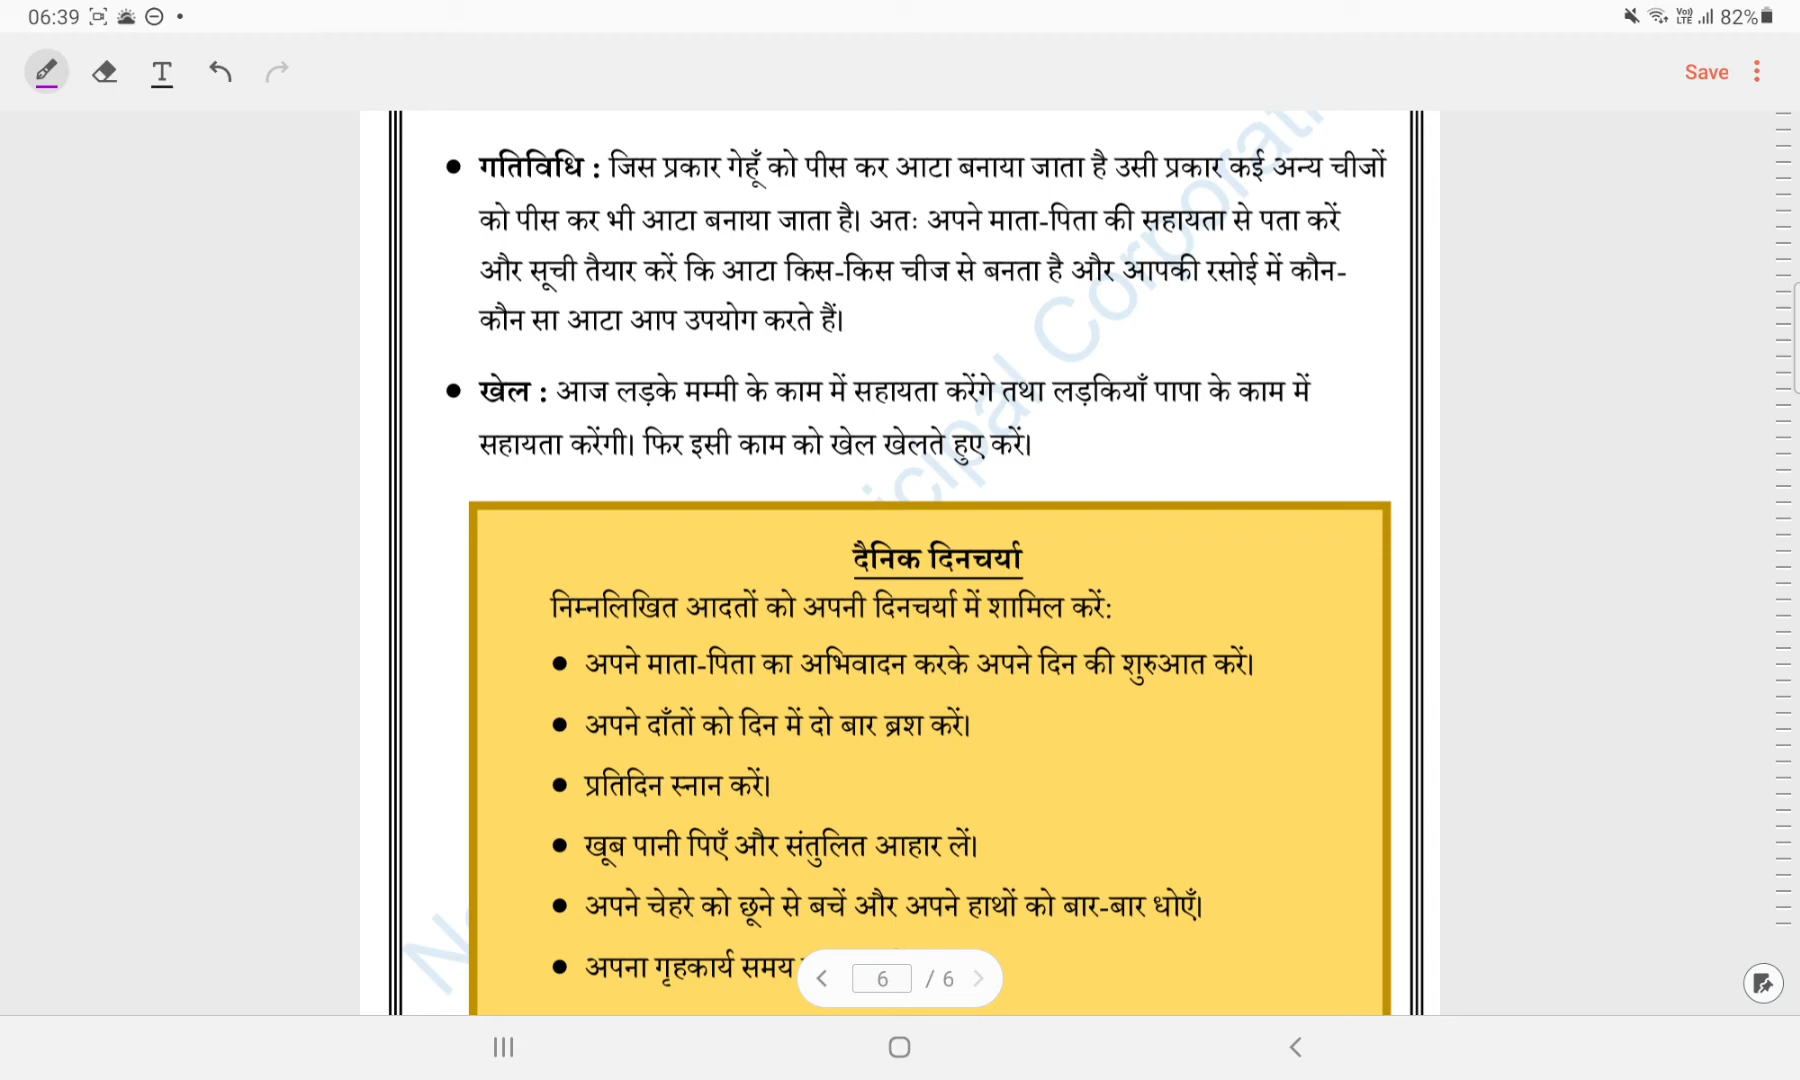 06:39
82%
Save
• गतिविधि : जिस प्रकार गेहूँ को पीस कर आटा बनाया जाता है उसी प्रकार कई अन्य चीजों
को पीस कर भी आटा बनाया जाता है। अतः अपने माता-पिता की सहायता से पता करें
और सूची तैयार करें कि आटा किस-किस चीज से बनता है और आपकी रसोई में कौन-
कौन सा आटा आप उपयोग करते हैं।
• खेल : आज लड़के मम्मी के काम में सहायता करेंगे तथा लड़कियाँ पापा के काम में
सहायता करेंगी। फिर इसी काम को खेल खेलते हुए करें।
दैनिक दिनचर्या
निम्नलिखित आदतों को अपनी दिनचर्या में शामिल करें:
• अपने माता-पिता का अभिवादन करके अपने दिन की शुरुआत करें।
• अपने दाँतों को दिन में दो बार ब्रश करें।
• प्रतिदिन स्नान करें।
• खूब पानी पिएँ और संतुलित आहार लें।
• अपने चेहरे को छूने से बचें और अपने हाथों को बार-बार धोएँ।
• अपना गृहकार्य समय
6 / 6